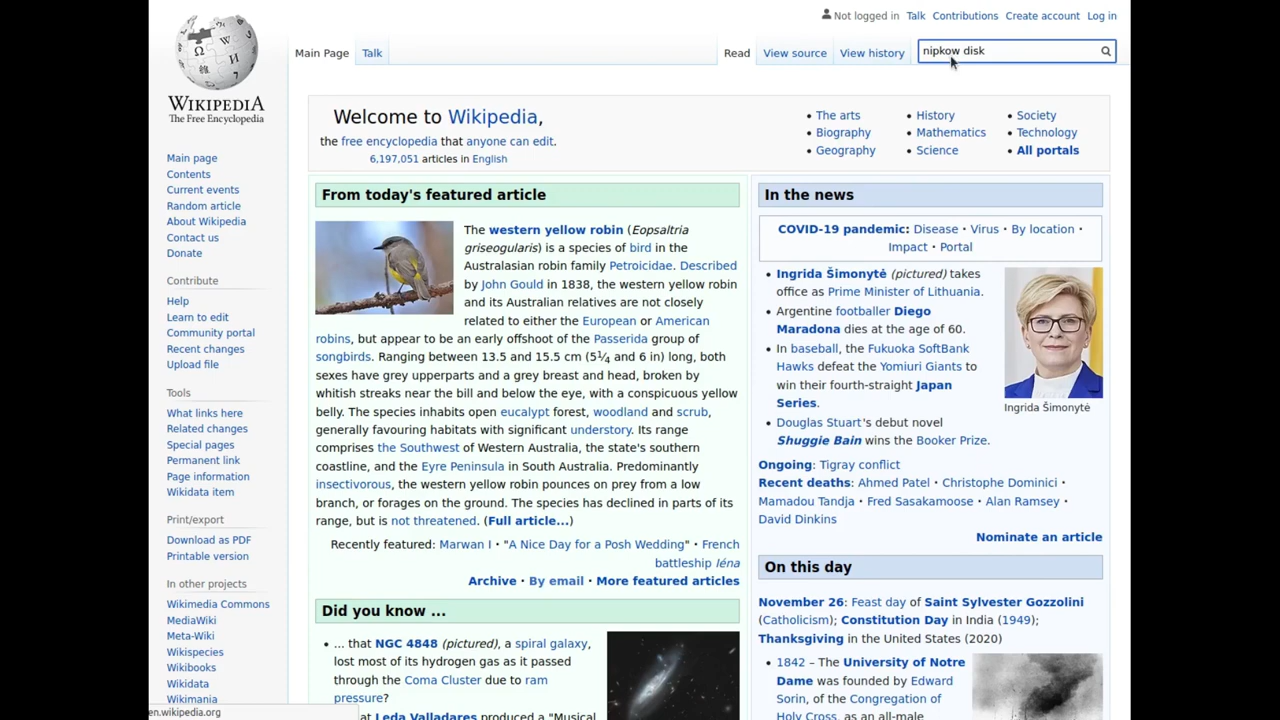 Not logged in Talk Contributions Create account Log in
Main Page Talk Read View source View history nipkow disk
WIKIPEDIA
The Free Encyclopedia
Main page
Contents
Current events
Random article
About Wikipedia
Contact us
Donate
Contribute
Help
Learn to edit
Community portal
Recent changes
Upload file
Tools
What links here
Related changes
Special pages
Permanent link
Page information
Wikidata item
Print/export
Download as PDF
Printable version
In other projects
Wikimedia Commons
MediaWiki
Meta-Wiki
Wikispecies
Wikibooks
Wikidata
Wikimania
en.wikipedia.org
Welcome to Wikipedia,
the free encyclopedia that anyone can edit.
6,197,051 articles in English
• The arts
• Biography
• Geography
• History
• Mathematics
• Science
• Society
• Technology
• All portals
From today's featured article
The western yellow robin (Eopsaltria
griseogularis) is a species of bird in the
Australasian robin family Petroicidae. Described
by John Gould in 1838, the western yellow robin
and its Australian relatives are not closely
related to either the European or American
robins, but appear to be an early offshoot of the Passerida group of
songbirds. Ranging between 13.5 and 15.5 cm (5¼ and 6 in) long, both
sexes have grey upperparts and a grey breast and head, broken by
whitish streaks near the bill and below the eye, with a conspicuous yellow
belly. The species inhabits open eucalypt forest, woodland and scrub,
generally favouring habitats with significant understory. Its range
comprises the Southwest of Western Australia, the state's southern
coastline, and the Eyre Peninsula in South Australia. Predominantly
insectivorous, the western yellow robin pounces on prey from a low
branch, or forages on the ground. The species has declined in parts of its
range, but is not threatened. (Full article...)
Recently featured: Marwan I • "A Nice Day for a Posh Wedding" • French
battleship Iéna
Archive • By email • More featured articles
Did you know ...
• ... that NGC 4848 (pictured), a spiral galaxy,
lost most of its hydrogen gas as it passed
through the Coma Cluster due to ram
pressure?
at Leda Valladares produced a "Musical
In the news
COVID-19 pandemic: Disease • Virus • By location •
Impact • Portal
• Ingrida Šimonytė (pictured) takes
office as Prime Minister of Lithuania.
• Argentine footballer Diego
Maradona dies at the age of 60.
• In baseball, the Fukuoka SoftBank
Hawks defeat the Yomiuri Giants to
win their fourth-straight Japan
Series.
• Douglas Stuart's debut novel
Shuggie Bain wins the Booker Prize.
Ingrida Šimonytė
Ongoing: Tigray conflict
Recent deaths: Ahmed Patel • Christophe Dominici •
Mamadou Tandja • Fred Sasakamoose • Alan Ramsey •
David Dinkins
Nominate an article
On this day
November 26: Feast day of Saint Sylvester Gozzolini
(Catholicism); Constitution Day in India (1949);
Thanksgiving in the United States (2020)
• 1842 – The University of Notre
Dame was founded by Edward
Sorin, of the Congregation of
Holy Cross, as an all-male